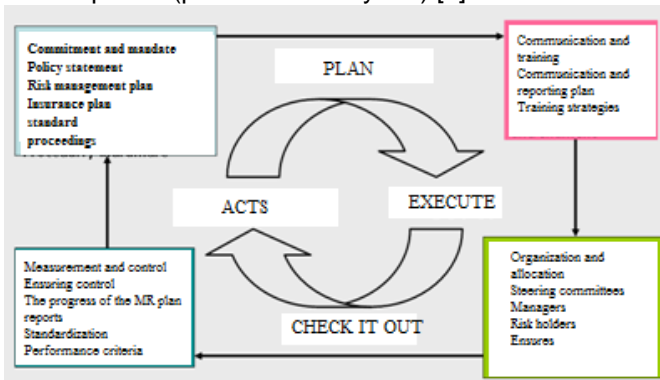 Commitment and mandate
Policy statement
Risk management plan
Insurance plan
standard
proceedings
PLAN
Communication and
training
Communication and
reporting plan
Training strategies
ACTS
EXECUTE
Measurement and control
Ensuring control
The progress of the MR plan
reports
Standardization
Performance criteria
CHECK IT OUT
Organization and
allocation
Steering committees
Managers
Risk holders
Ensures